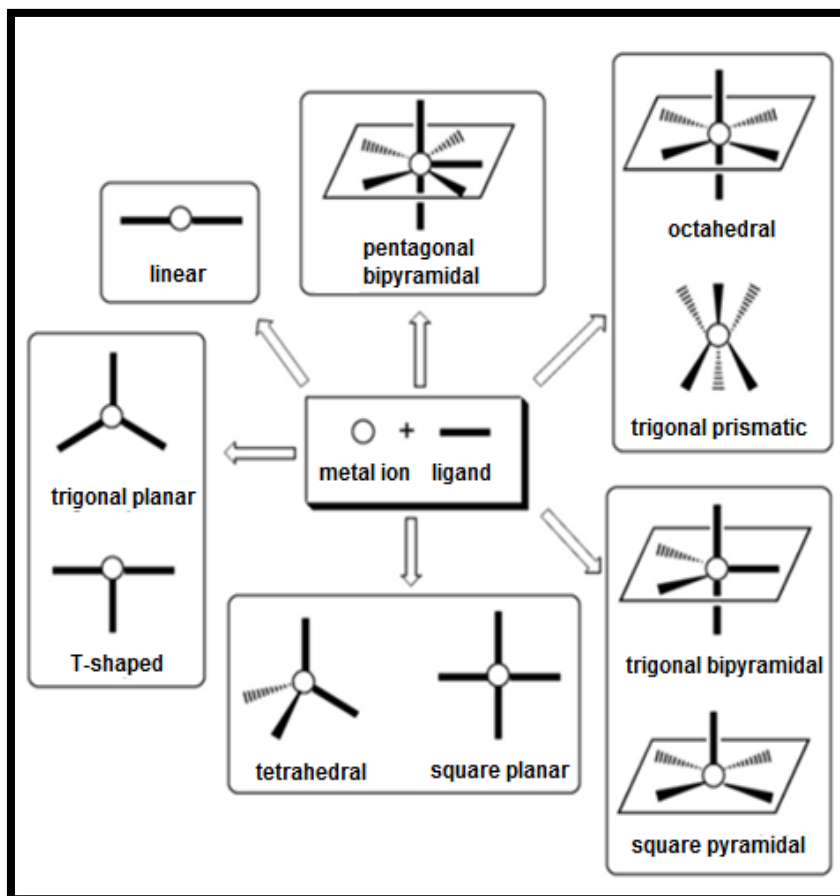 pentagonal
bipyramidal
octahedral
linear
trigonal prismatic
trigonal planar
+
metal ion ligand
T-shaped
trigonal bipyramidal
tetrahedral
square planar
square pyramidal